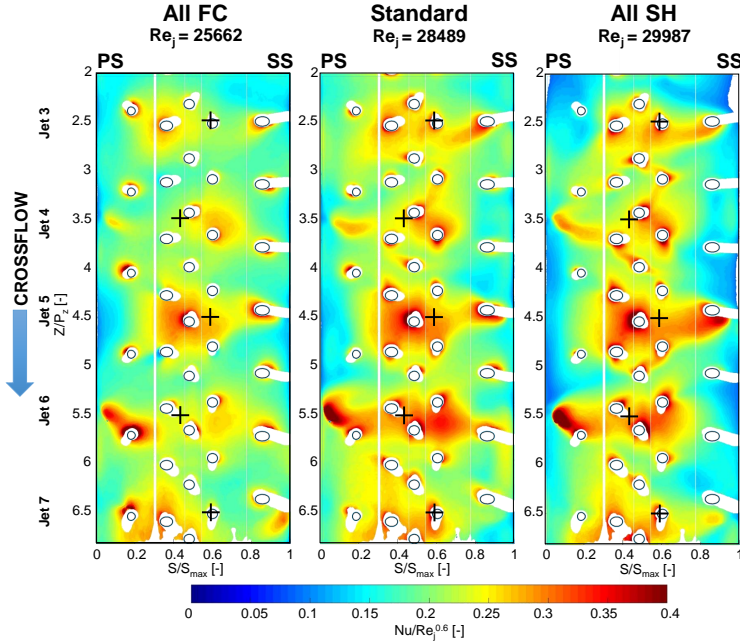 All FC Standard All SH
Re_j = 25662 Re_j = 28489 Re_j = 29987
PS SS PS SS PS SS
2 2 2
Jet 3 2.5 2.5 2.5
3 3 3
Jet 4 3.5 3.5 3.5
4 4 4
CROSSFLOW
Jet 5 4.5 4.5 4.5
Z/P_z [-]
5 5 5
Jet 6 5.5 5.5 5.5
6 6 6
Jet 7 6.5 6.5 6.5
0 0.2 0.4 0.6 0.8 1 0 0.2 0.4 0.6 0.8 1 0 0.2 0.4 0.6 0.8 1
S/S_max [-] S/S_max [-] S/S_max [-]
0 0.05 0.1 0.15 0.2 0.25 0.3 0.35 0.4
Nu/Re_j^0.6 [-]